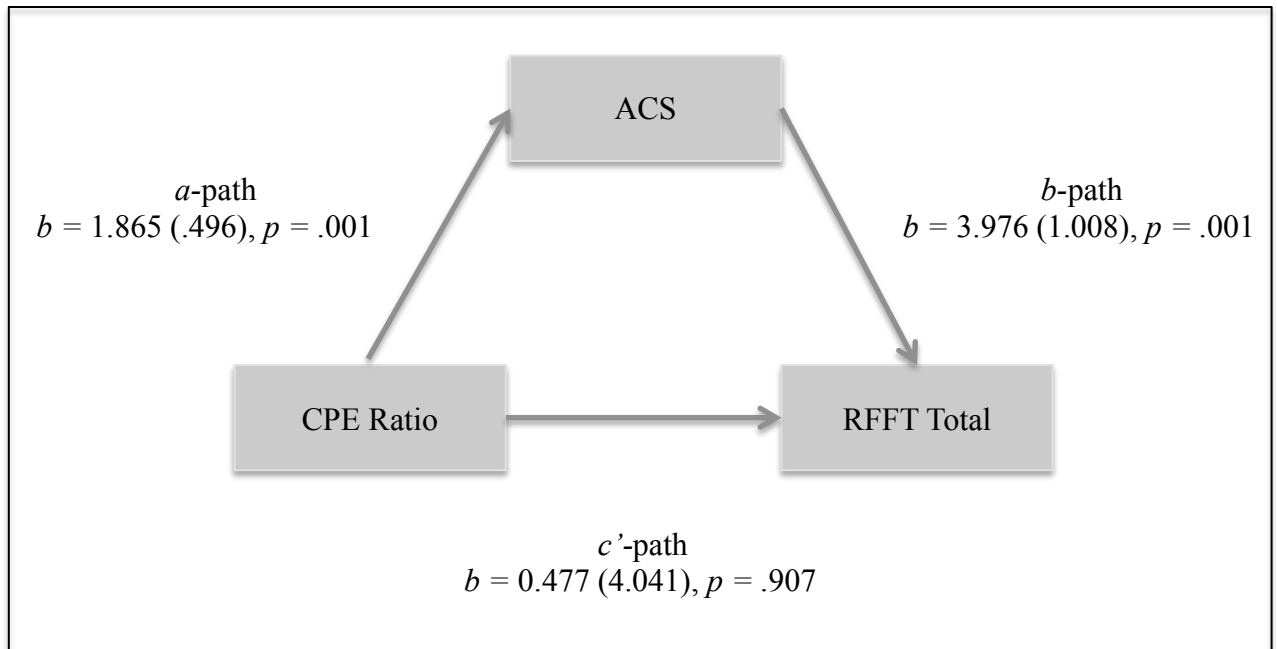 ACS
a-path
b = 1.865 (.496), p = .001
b-path
b = 3.976 (1.008), p = .001
CPE Ratio
RFFT Total
c’-path
b = 0.477 (4.041), p = .907